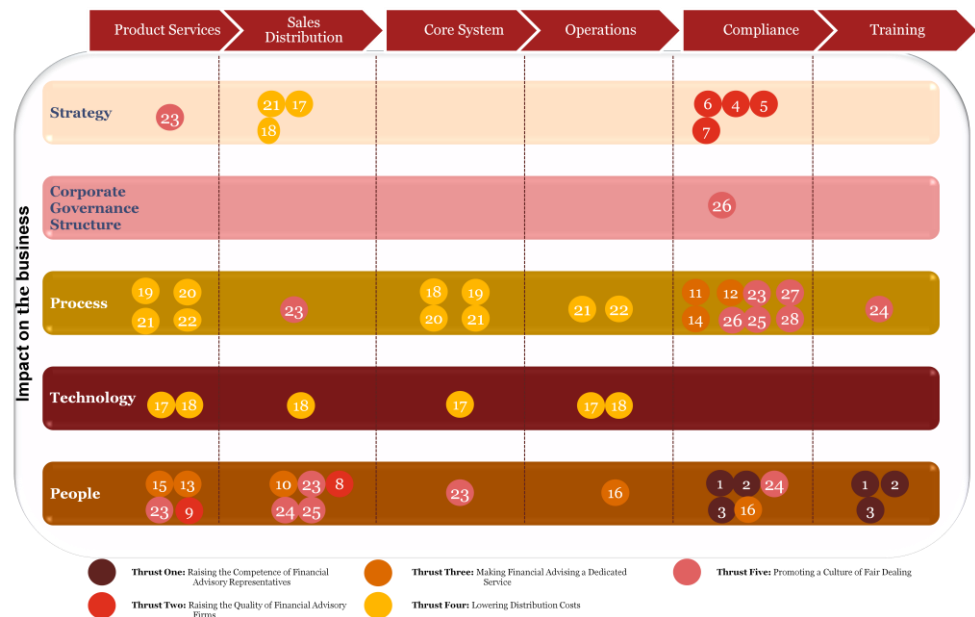 Product Services
Sales
Distribution
Core System
Operations
Compliance
Training
Impact on the business
Strategy
23
21 17
18
6 4 5
7
Corporate
Governance
Structure
26
Process
19 20
21 22
23
18 19
20 21
21 22
11 12 23 27
14 26 25 28
24
Technology
17 18
18
17
17 18
People
15 13
23 9
10 23 8
24 25
23
16
1 2 24
3 16
1 2
3
Thrust One: Raising the Competence of Financial
Advisory Representatives
Thrust Three: Making Financial Advising a Dedicated
Service
Thrust Five: Promoting a Culture of Fair Dealing
Thrust Two: Raising the Quality of Financial Advisory
Firms
Thrust Four: Lowering Distribution Costs